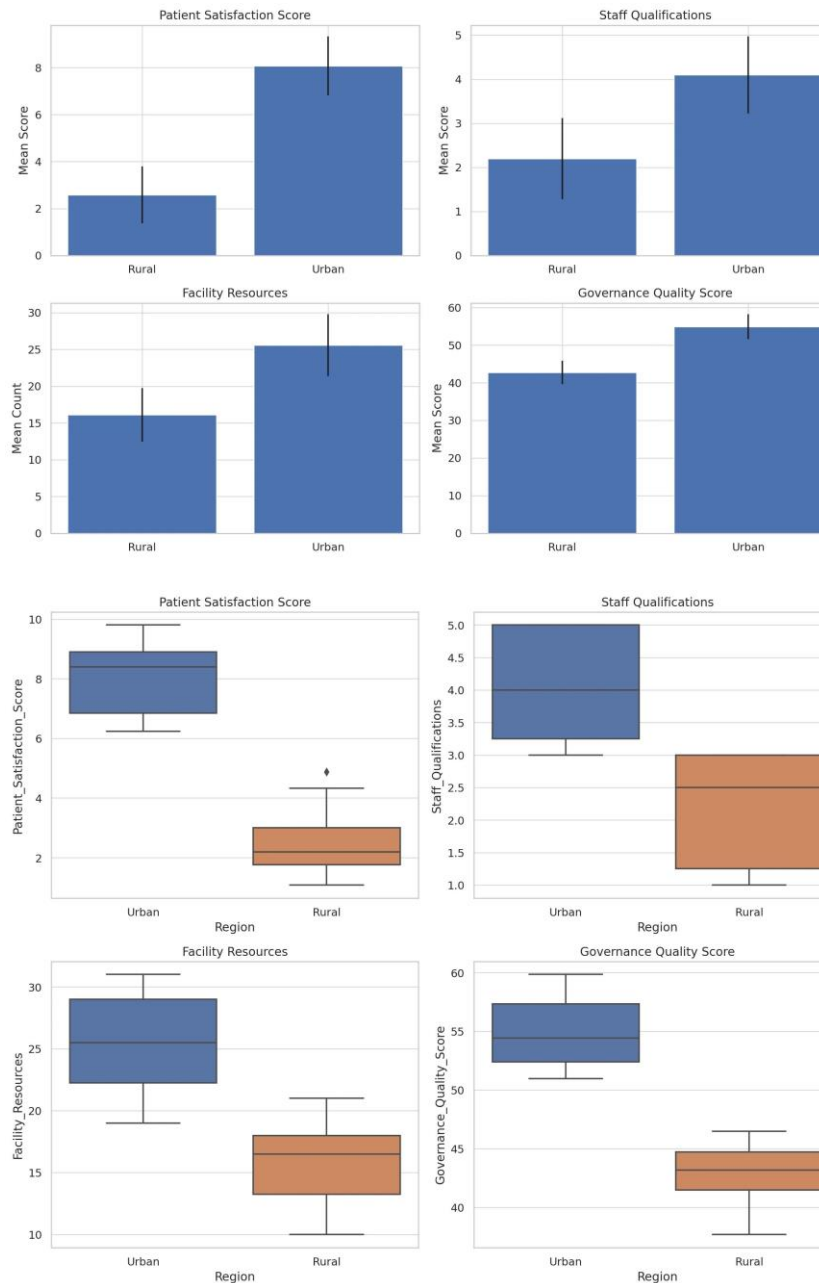 Patient Satisfaction Score
Mean Score
8
6
4
2
0
Rural
Urban
Staff Qualifications
Mean Score
5
4
3
2
1
0
Rural
Urban
Facility Resources
Mean Count
30
25
20
15
10
5
0
Rural
Urban
Governance Quality Score
Mean Score
60
50
40
30
20
10
0
Rural
Urban
Patient Satisfaction Score
Patient_Satisfaction_Score
10
8
6
4
2
Urban
Rural
Region
Staff Qualifications
Staff_Qualifications
5.0
4.5
4.0
3.5
3.0
2.5
2.0
1.5
1.0
Urban
Rural
Region
Facility Resources
Facility_Resources
30
25
20
15
10
Urban
Rural
Region
Governance Quality Score
Governance_Quality_Score
60
55
50
45
40
Urban
Rural
Region